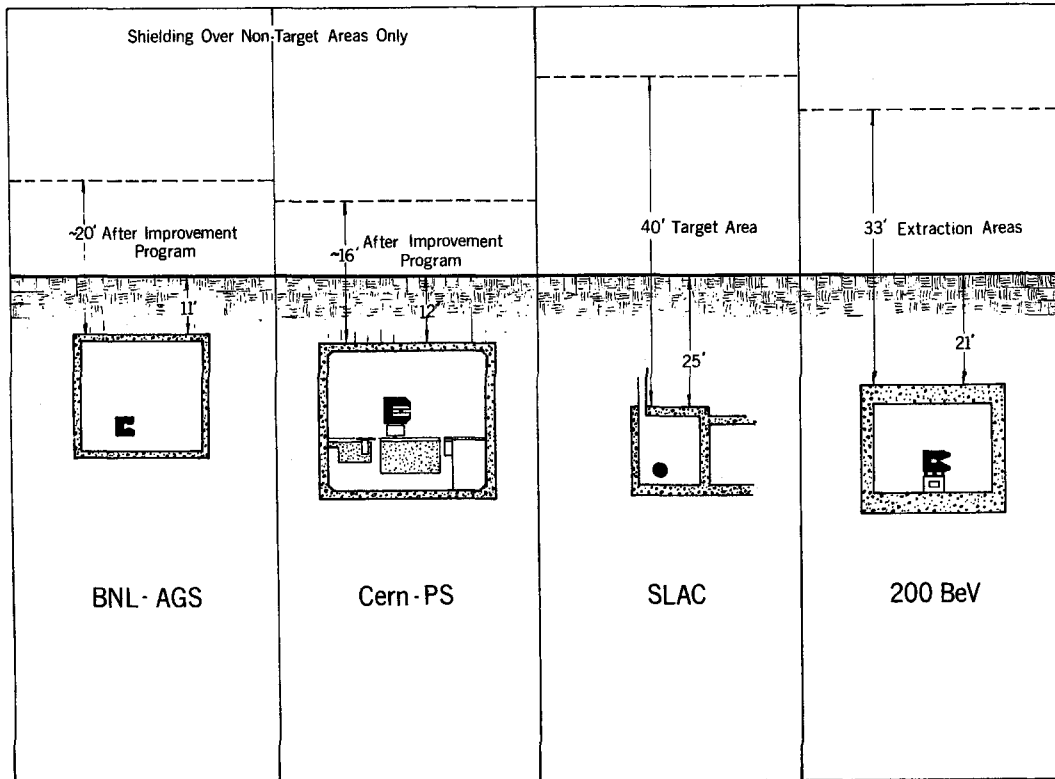 Shielding Over Non-Target Areas Only
~20' After Improvement
Program
~16' After Improvement
Program
40' Target Area
33' Extraction Areas
11'
12'
25'
21'
BNL - AGS
Cern - PS
SLAC
200 BeV